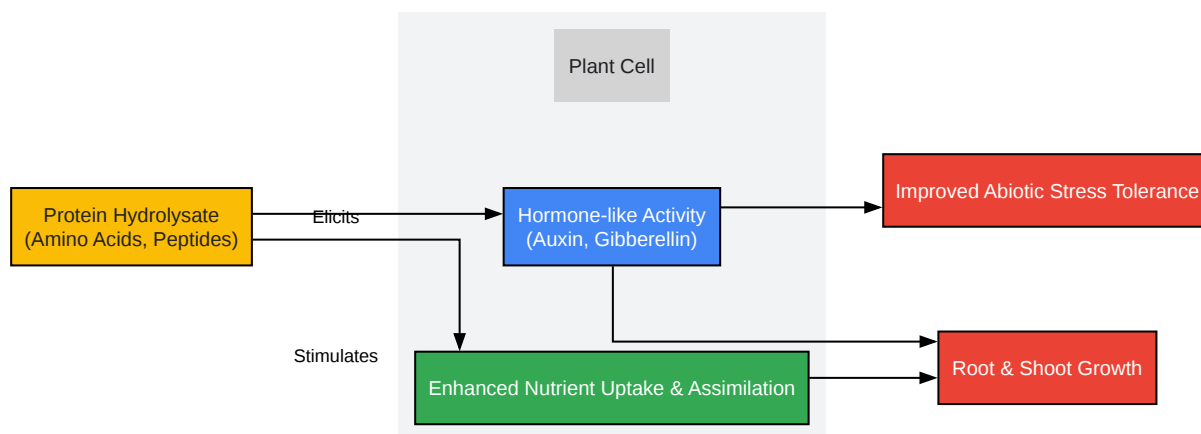 Plant Cell
Protein Hydrolysate
(Amino Acids, Peptides)
Elicits
Hormone-like Activity
(Auxin, Gibberellin)
Improved Abiotic Stress Tolerance
Stimulates
Enhanced Nutrient Uptake & Assimilation
Root & Shoot Growth